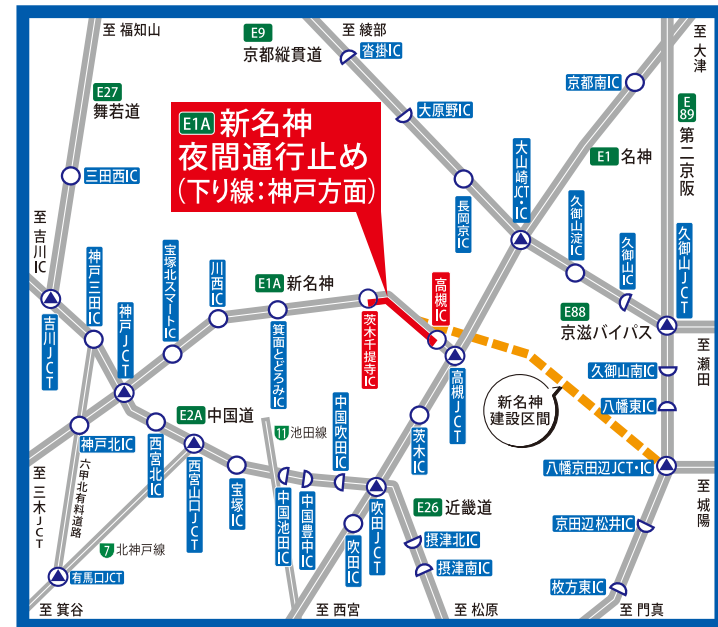 至 福知山
E9
京都縦貫道
至 綾部
沓掛IC
至 大津
E27
舞若道
E1A 新名神
夜間通行止め
(下り線：神戸方面)
大原野IC
京都南IC
E89
第二京阪
E1 名神
三田西IC
大山崎JCT・IC
長岡京IC
久御山淀IC
久御山IC
久御山JCT
至 吉川IC
神戸三田IC
宝塚北スマートIC
川西IC
E1A 新名神
高槻IC
吉川JCT
神戸JCT
箕面とどろみIC
茨木千提寺IC
E88
京滋バイパス
至 瀬田
高槻JCT
久御山南IC
新名神
建設区間
八幡東IC
E2A 中国道
中国吹田IC
11 池田線
茨木IC
神戸北IC
西宮北IC
西宮山口JCT
宝塚IC
中国池田IC
中国豊中IC
八幡京田辺JCT・IC
至 三木JCT
六甲北有料道路
吹田JCT
吹田IC
E26 近畿道
至 城陽
京田辺松井IC
7 北神戸線
摂津北IC
摂津南IC
有馬口JCT
枚方東IC
至 箕谷
至 西宮
至 松原
至 門真